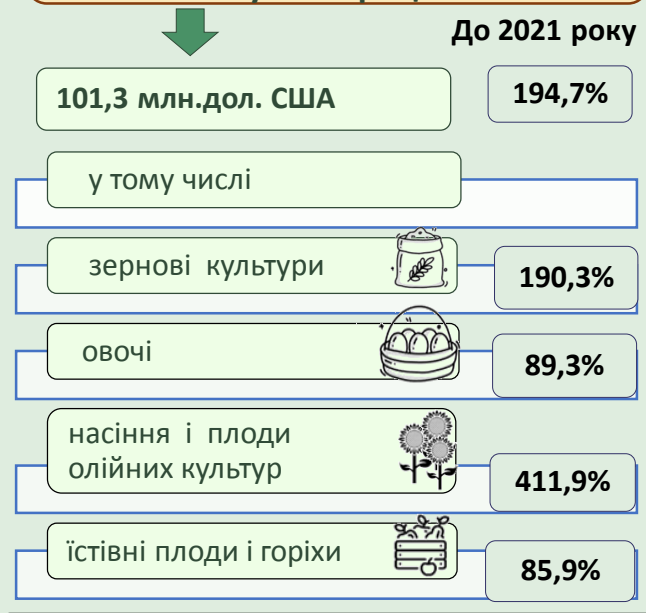 До 2021 року
101,3 млн.дол. США
194,7%
у тому числі
зернові культури
190,3%
овочі
89,3%
насіння і плоди
олійних культур
411,9%
їстівні плоди і горіхи
85,9%